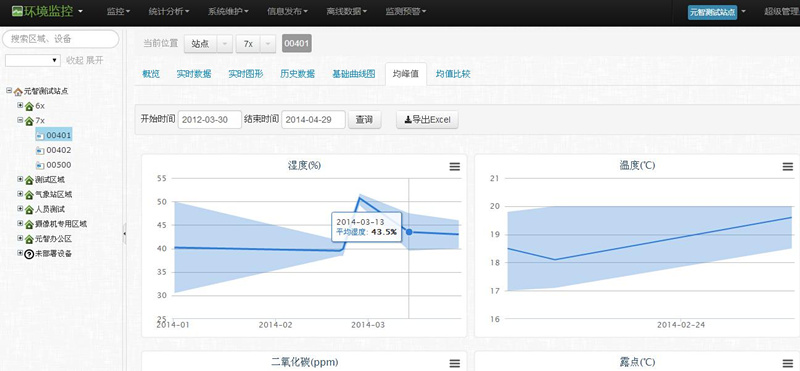 环境监控 监控 统计分析 系统维护 信息发布 离线数据 监测预警 元智测试站点 超级管理
搜索区域、设备
收起 展开
元智测试站点
6x
7x
00401
00402
00500
测试区域
气象站区域
人员测试
摄像机专用区域
元智办公区
未部署设备
当前位置 站点 7x 00401
概览 实时数据 实时图形 历史数据 基础曲线图 均峰值 均值比较
开始时间 2012-03-30 结束时间 2014-04-29 查询 导出Excel
湿度(%)
55
50
45
40
35
30
25
2014-03-13
平均湿度: 43.5%
2014-01 2014-02 2014-03
温度(℃)
21
20
19
18
17
16
2014-02-24
二氧化碳(ppm)
露点(℃)